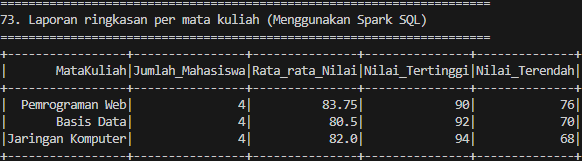 ==============================================================
73. Laporan ringkasan per mata kuliah (Menggunakan Spark SQL)
==============================================================
+-----------------+----------------+---------------+---------------+--------------+
|       MataKuliah|Jumlah_Mahasiswa|Rata_rata_Nilai|Nilai_Tertinggi|Nilai_Terendah|
+-----------------+----------------+---------------+---------------+--------------+
|  Pemrograman Web|               4|          83.75|             90|            76|
|       Basis Data|               4|           80.5|             92|            70|
|Jaringan Komputer|               4|           82.0|             94|            68|
+-----------------+----------------+---------------+---------------+--------------+